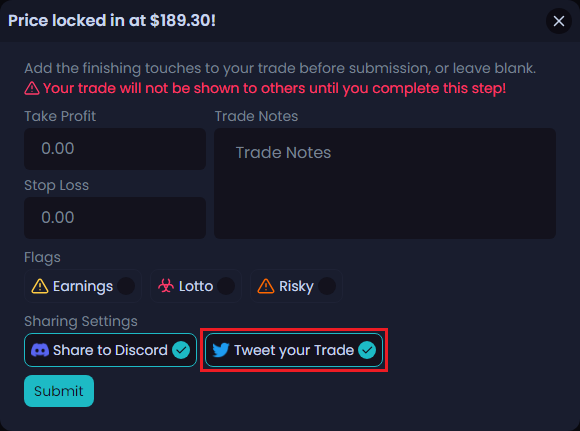 Price locked in at $189.30!
Add the finishing touches to your trade before submission, or leave blank.
Your trade will not be shown to others until you complete this step!
Take Profit
Trade Notes
0.00
Trade Notes
Stop Loss
0.00
Flags
Earnings
Lotto
Risky
Sharing Settings
Share to Discord
Tweet your Trade
Submit